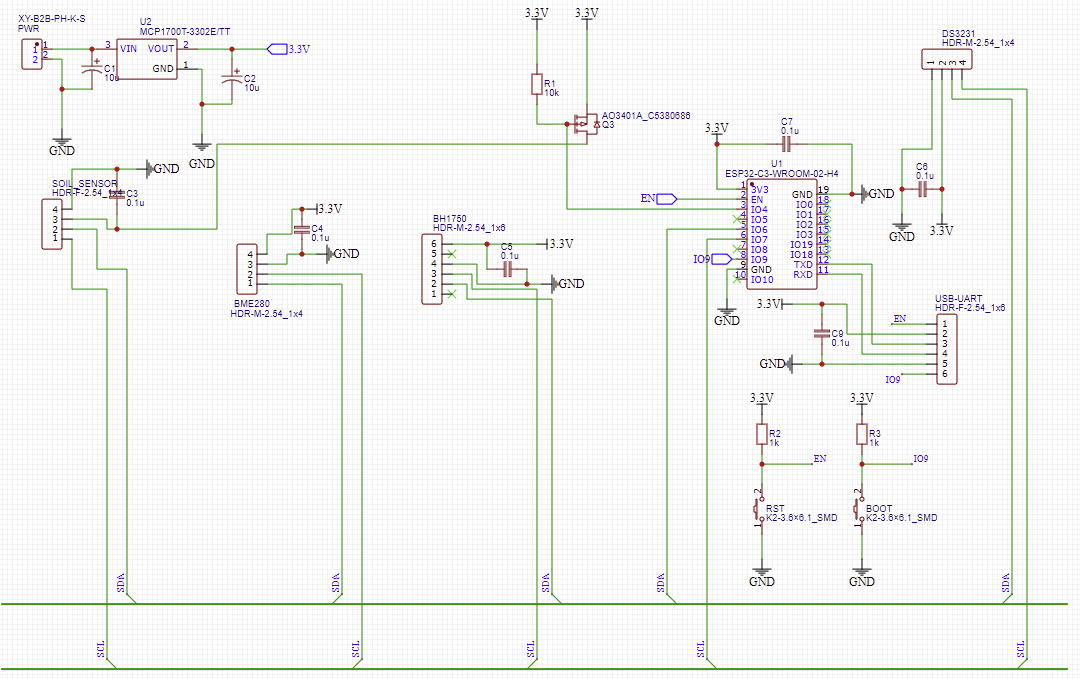 XY-B2B-PH-K-S
PWR
1
2
1
2
U2
MCP1700T-3302E/TT
3
VIN
VOUT
2
GND
1
3.3V
C1
10u
C2
10u
GND
GND
3.3V
3.3V
R1
10k
AO3401A_C5380686
Q3
DS3231
HDR-M-2.54_1x4
1
2
3
4
GND
SOIL_SENSOR
HDR-F-2.54_1x4
C3
0.1u
4
3
2
1
3.3V
C4
0.1u
GND
4
3
2
1
BME280
HDR-M-2.54_1x4
BH1750
HDR-M-2.54_1x6
6
5
4
3
2
1
C5
0.1u
3.3V
GND
3.3V
C7
0.1u
U1
ESP32-C3-WROOM-02-H4
1
2
3
4
5
6
7
8
9
10
3V3
EN
IO4
IO5
IO6
IO7
IO8
IO9
GND
IO10
GND
IO0
IO1
IO2
IO3
IO19
IO18
TXD
RXD
19
18
17
16
15
14
13
12
11
EN
IO9
GND
GND
C6
0.1u
GND
3.3V
3.3V
C9
0.1u
GND
USB-UART
HDR-F-2.54_1x6
EN
1
2
3
4
5
6
IO9
3.3V
R2
1k
EN
2
RST
K2-3.6×6.1_SMD
1
GND
3.3V
R3
1k
IO9
2
BOOT
K2-3.6×6.1_SMD
1
GND
SDA
SDA
SDA
SDA
SDA
SCL
SCL
SCL
SCL
SCL